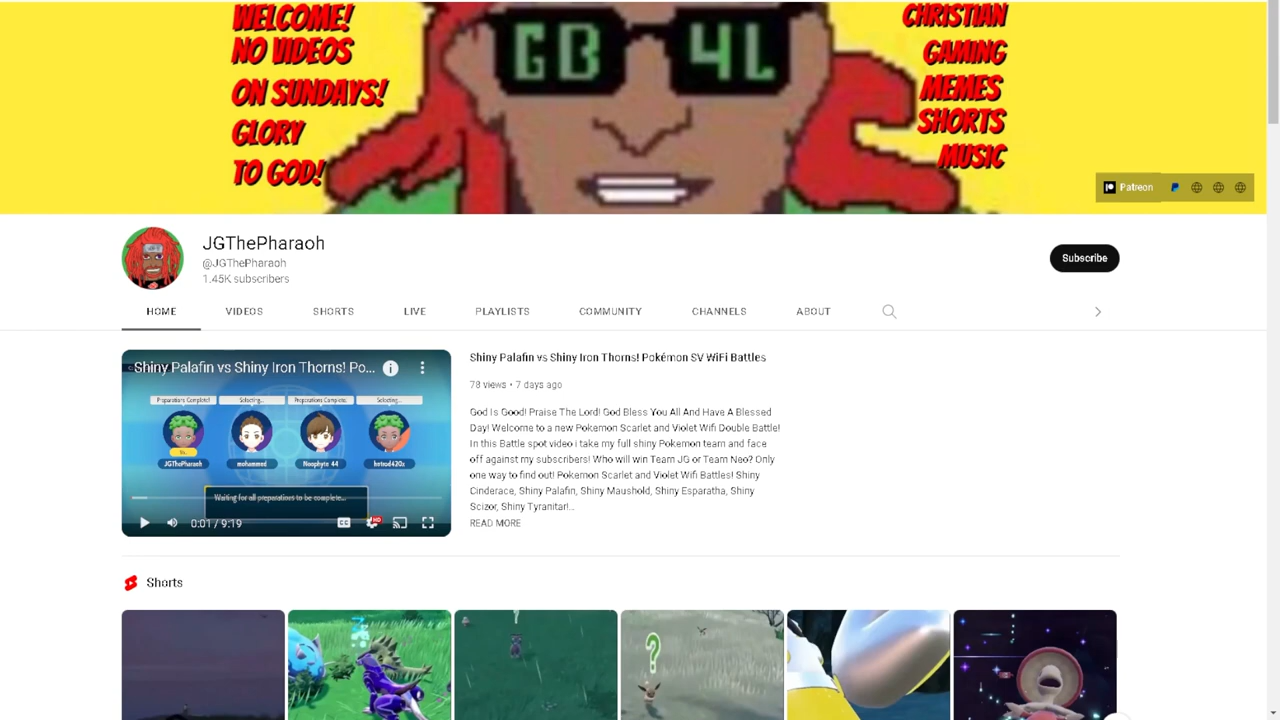 WELCOME!
NO VIDEOS
ON SUNDAYS!
GLORY
TO GOD!
GB 4L
CHRISTIAN
GAMING
MEMES
SHORTS
MUSIC
Patreon
JGThePharaoh
@JGThePharaoh
1.45K subscribers
Subscribe
HOME VIDEOS SHORTS LIVE PLAYLISTS COMMUNITY CHANNELS ABOUT
Shiny Palafin vs Shiny Iron Thorns! Po...
Preparations Complete! Selecting... Preparations Complete! Selecting...
JGThePharaoh mohammed Neophyte 44 hotrod420z
Waiting for all preparations to be complete...
0:01 / 9:19
CC
HD
Shiny Palafin vs Shiny Iron Thorns! Pokémon SV WiFi Battles
78 views • 7 days ago
God Is Good! Praise The Lord! God Bless You All And Have A Blessed
Day! Welcome to a new Pokemon Scarlet and Violet Wifi Double Battle!
In this Battle spot video i take my full shiny Pokemon team and face
off against my subscribers! Who will win Team JG or Team Neo? Only
one way to find out! Pokemon Scarlet and Violet Wifi Battles! Shiny
Cinderace, Shiny Palafin, Shiny Maushold, Shiny Esparatha, Shiny
Scizor, Shiny Tyranitar!...
READ MORE
Shorts